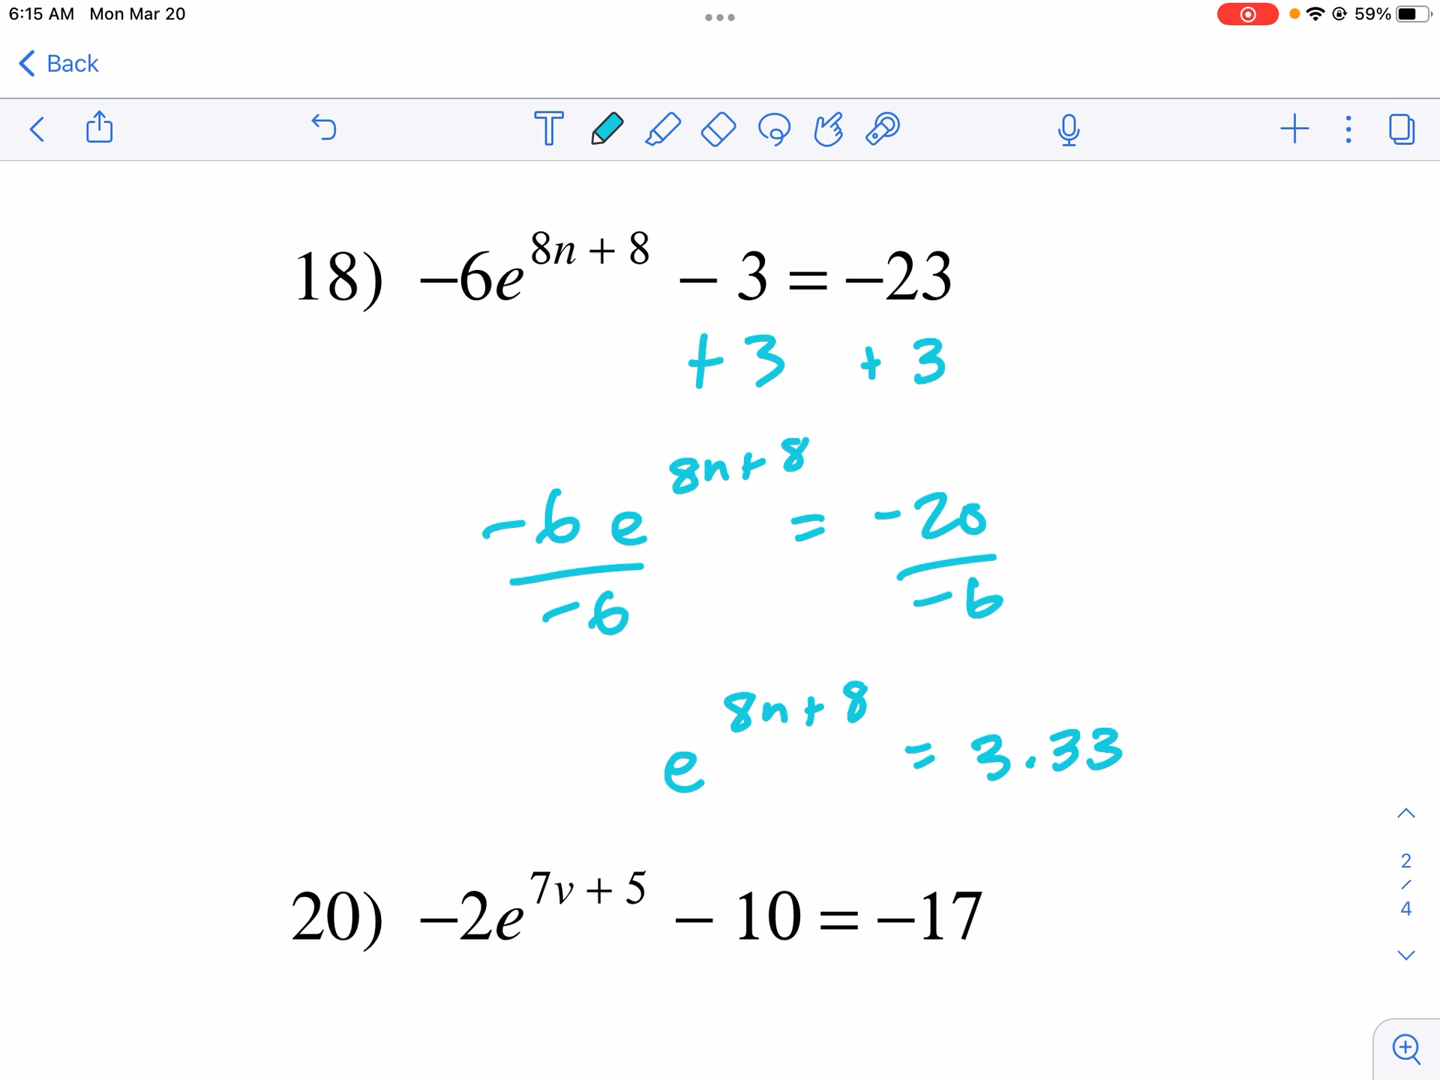 6:15 AM Mon Mar 20
59%
Back
T
18) −6e^{8n + 8} − 3 = −23
+3 +3
-6e^{8n+8} = -20
-6 -6
e^{8n+8} = 3.33
20) −2e^{7v + 5} − 10 = −17
2
/
4